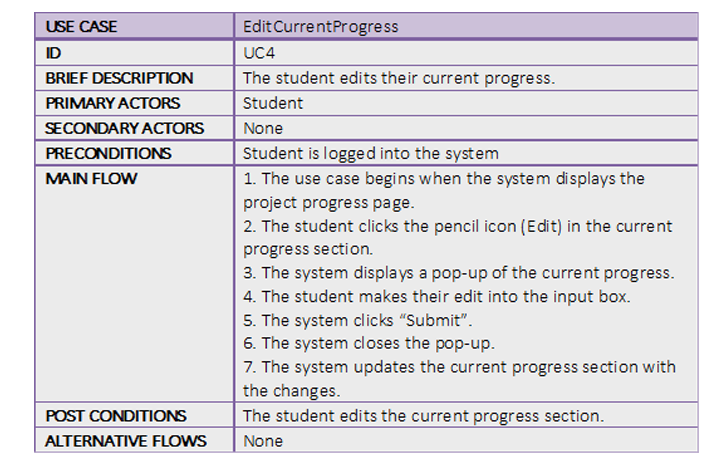 USE CASE EditCurrentProgress
ID UC4
BRIEF DESCRIPTION The student edits their current progress.
PRIMARY ACTORS Student
SECONDARY ACTORS None
PRECONDITIONS Student is logged into the system
MAIN FLOW 1. The use case begins when the system displays the
project progress page.
2. The student clicks the pencil icon (Edit) in the current
progress section.
3. The system displays a pop-up of the current progress.
4. The student makes their edit into the input box.
5. The system clicks “Submit”.
6. The system closes the pop-up.
7. The system updates the current progress section with
the changes.
POST CONDITIONS The student edits the current progress section.
ALTERNATIVE FLOWS None